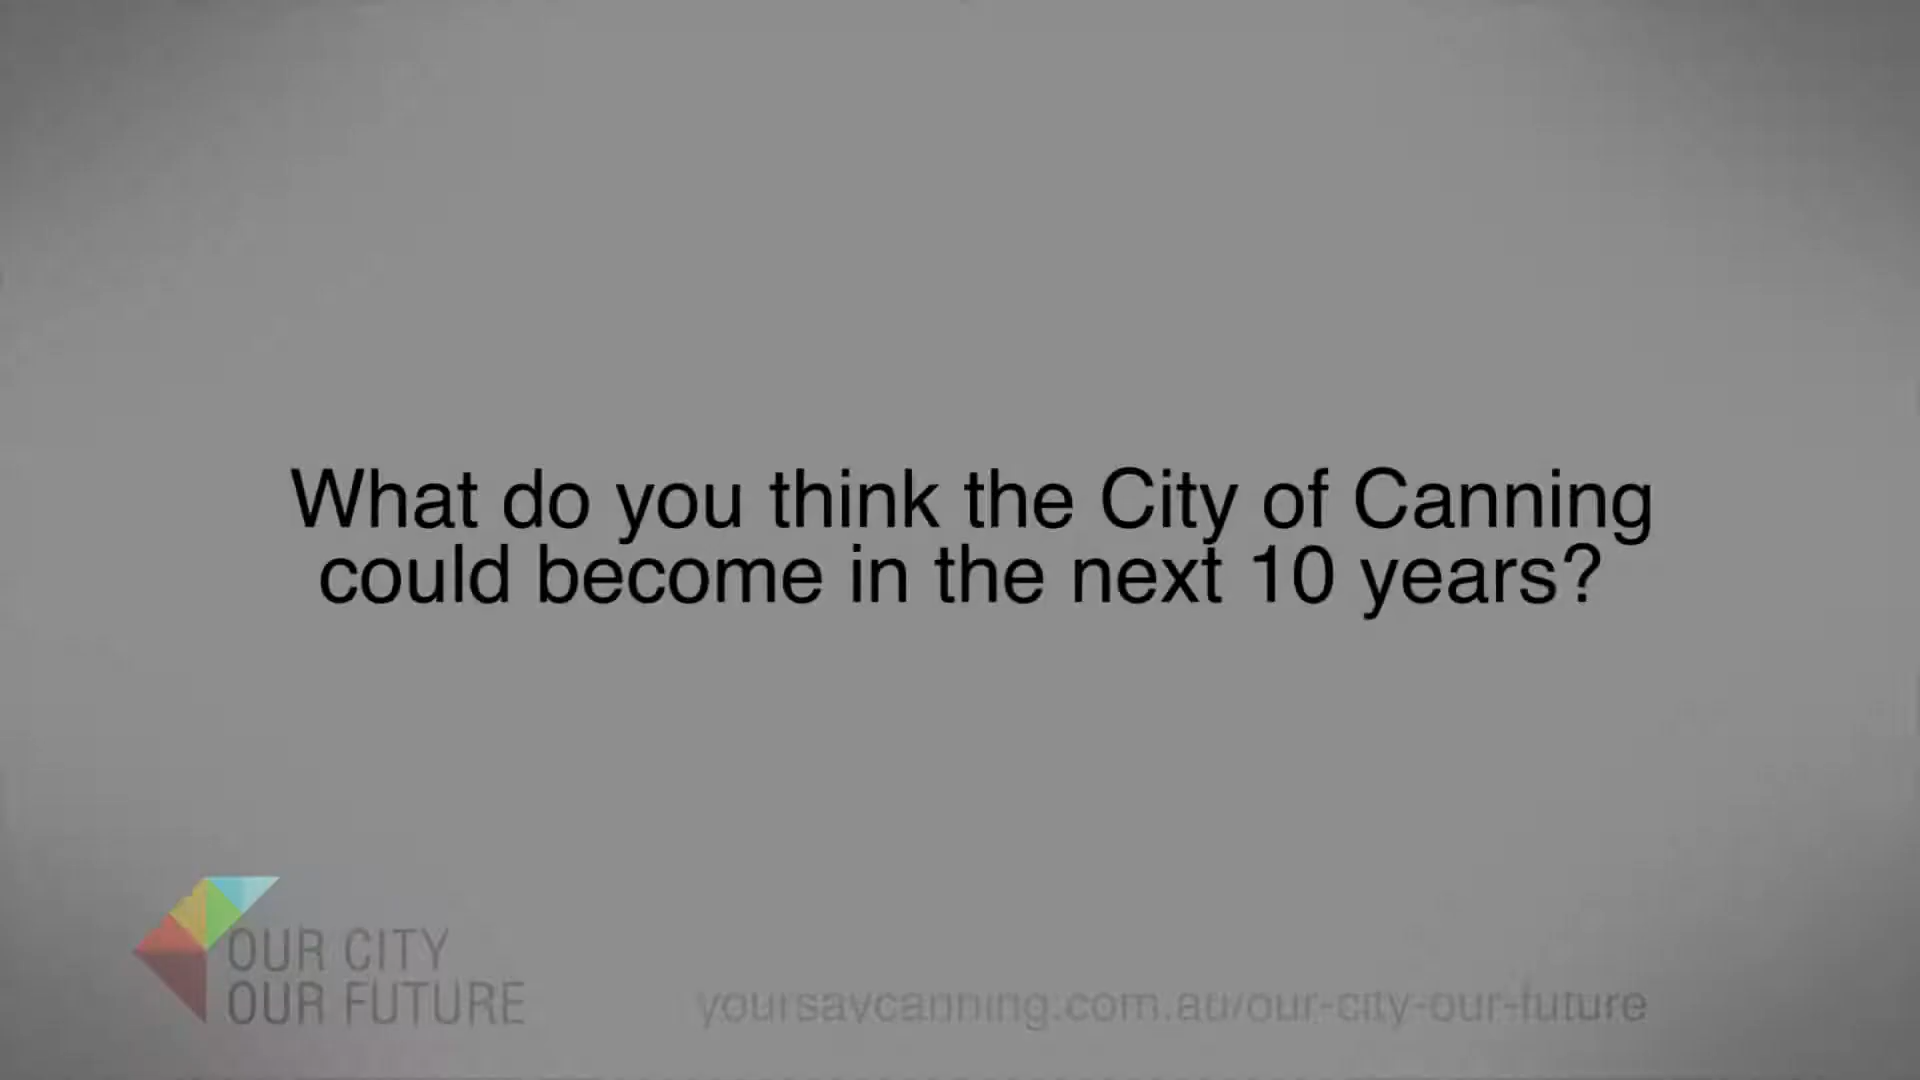 What do you think the City of Canning
could become in the next 10 years?
OUR CITY
OUR FUTURE
yoursaycanning.com.au/our-city-our-future